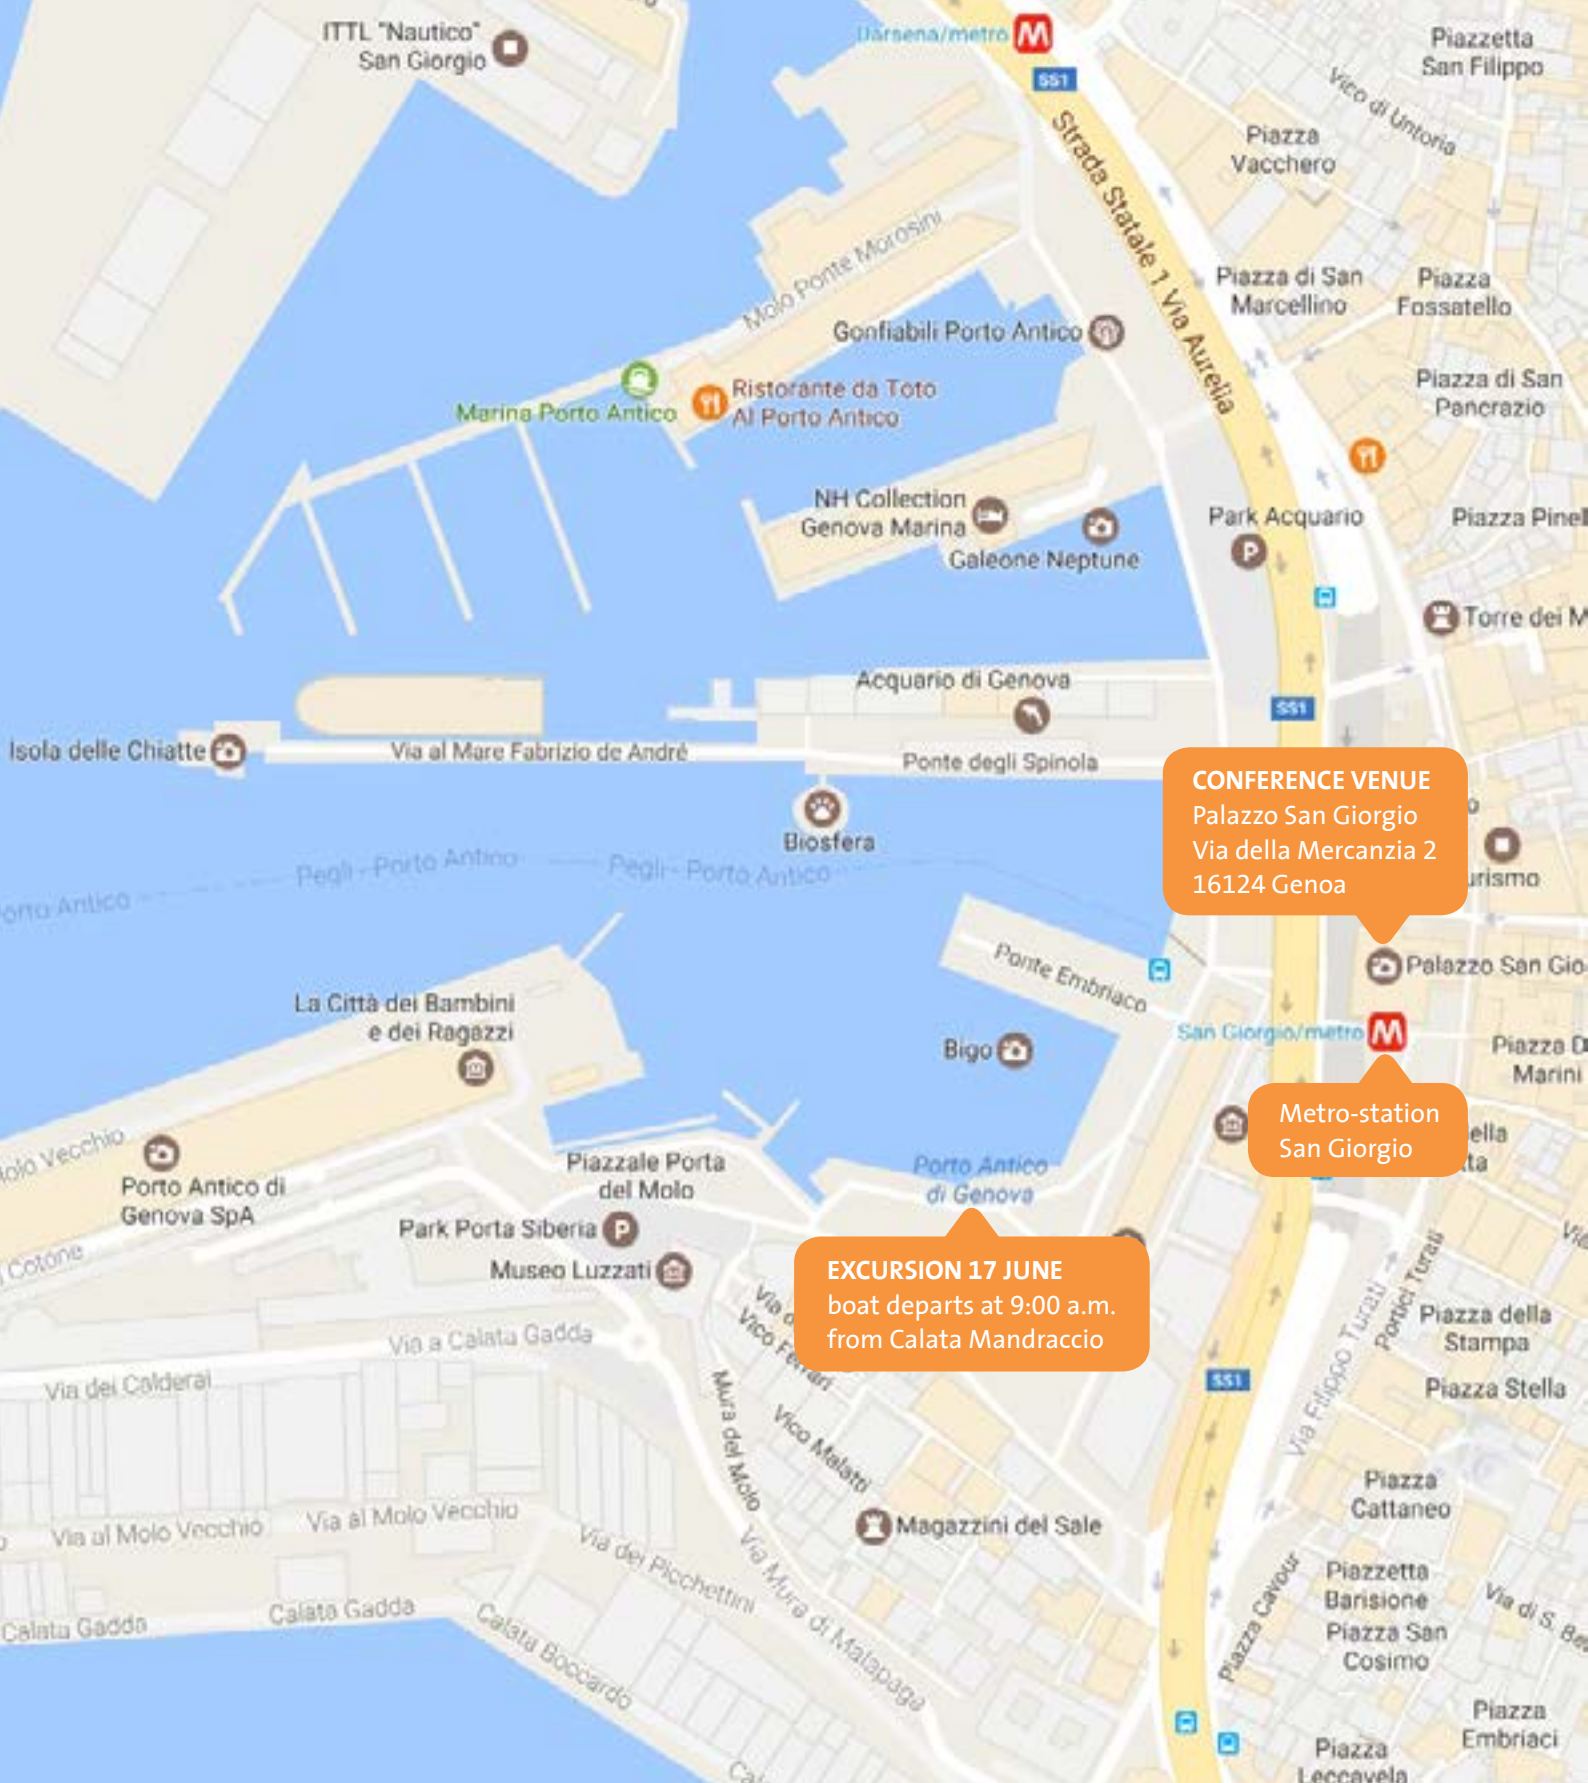 ITTL "Nautico"
San Giorgio
Darsena/metro
M
SS1
Piazzetta
San Filippo
Vico di Untoria
Piazza
Vacchero
Strada Statale 1 Via Aurelia
Molo Ponte Morosini
Piazza di San
Marcellino
Piazza
Fossatello
Gonfiabili Porto Antico
Piazza di San
Pancrazio
Marina Porto Antico
Ristorante da Toto
Al Porto Antico
NH Collection
Genova Marina
Galeone Neptune
Park Acquario
P
Piazza Pinel
Torre dei M
Acquario di Genova
SS1
Isola delle Chiatte
Via al Mare Fabrizio de André
Ponte degli Spinola
CONFERENCE VENUE
Palazzo San Giorgio
Via della Mercanzia 2
16124 Genoa
o
urismo
Biosfera
Pegli - Porto Antico
Pegli - Porto Antico
orto Antico
Ponte Embriaco
Palazzo San Gio
La Città dei Bambini
e dei Ragazzi
Bigo
San Giorgio/metro
M
Piazza D
Marini
Metro-station
San Giorgio
ella
ta
olo Vecchio
Porto Antico di
Genova SpA
Piazzale Porta
del Molo
Porto Antico
di Genova
Park Porta Siberia
P
Museo Luzzati
Cotone
EXCURSION 17 JUNE
boat departs at 9:00 a.m.
from Calata Mandraccio
Via d
Vico Ferrari
Via a Calata Gadda
Via dei Calderai
Via Filippo Turati
Portici Turati
Piazza della
Stampa
SS1
Piazza Stella
Mura del Molo
Vico Malatti
Piazza
Cattaneo
Via al Molo Vecchio
Via al Molo Vecchio
Magazzini del Sale
Via dei Picchettini
Via Mura di Malapaga
Piazza Cavour
Piazzetta
Barisione
Piazza San
Cosimo
Via di S. Be
Calata Gadda
Calata Gadda
Calata Boccardo
Piazza
Embriaci
Piazza
Leccavela